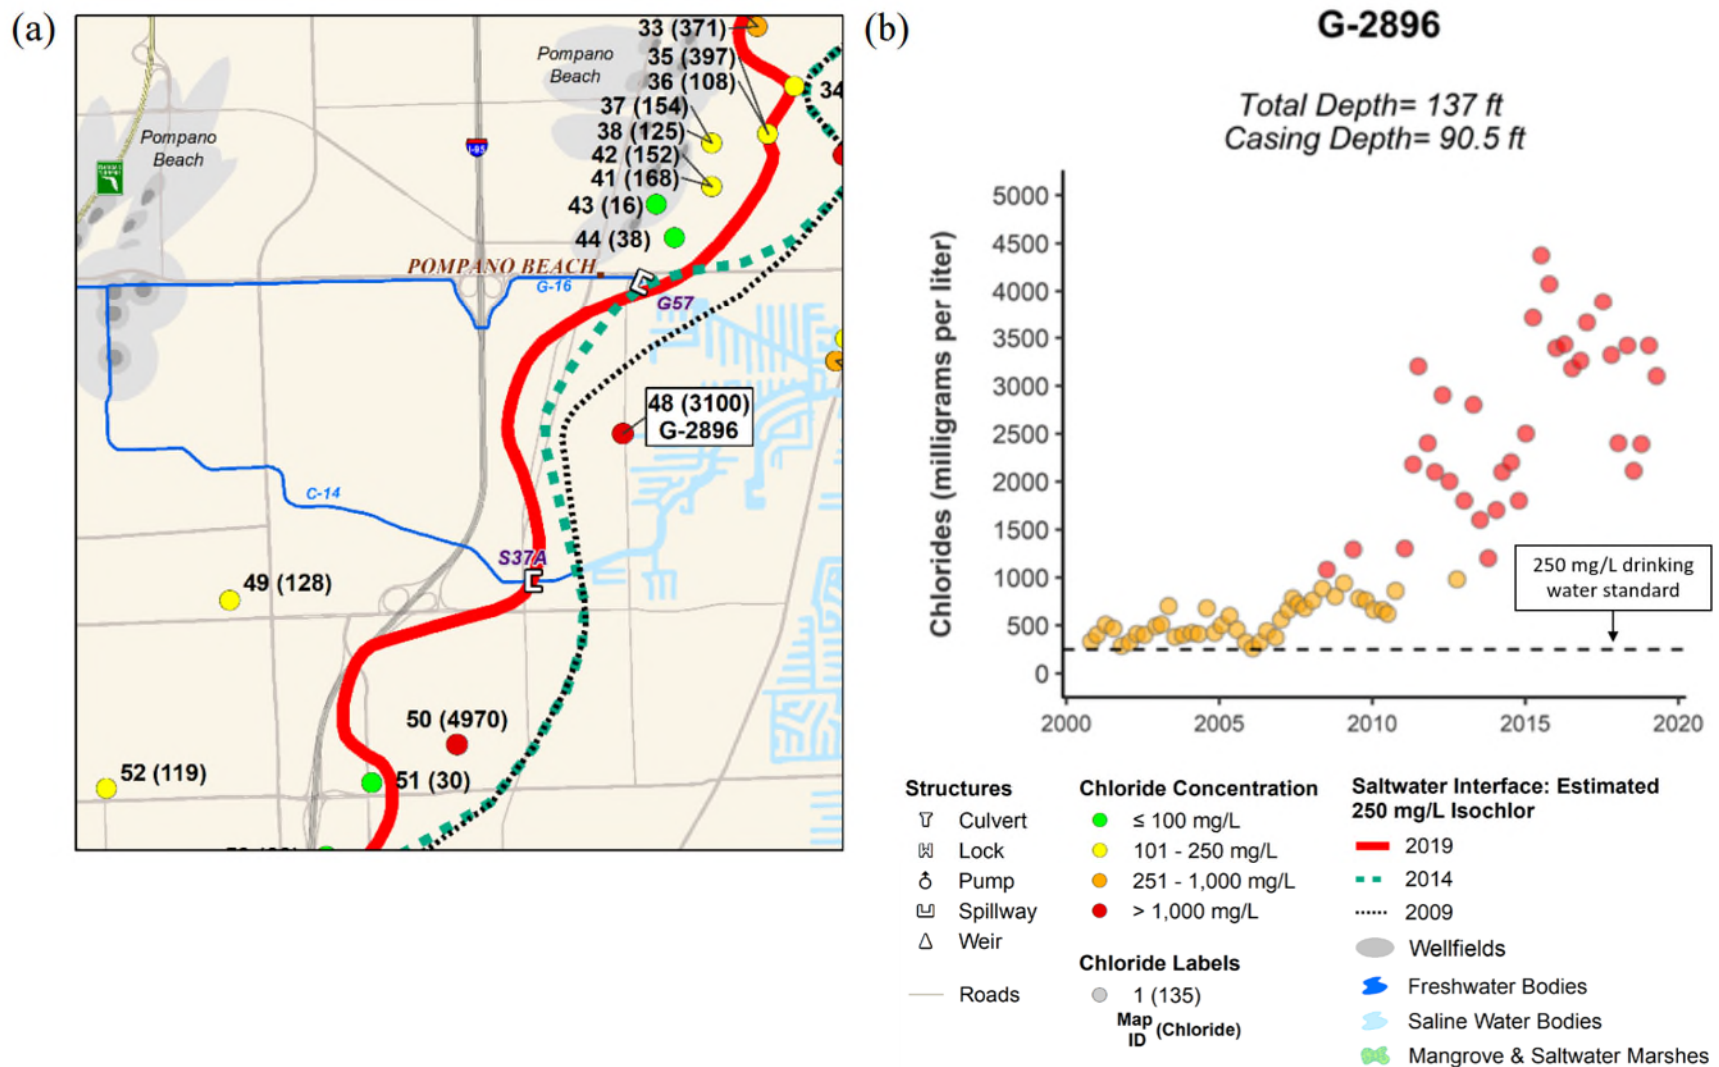 (a)
Pompano
Beach
Pompano
Beach
I-95
33 (371)
35 (397)
36 (108)
34
37 (154)
38 (125)
42 (152)
41 (168)
43 (16)
44 (38)
POMPANO BEACH
G-16
G57
48 (3100)
G-2896
C-14
S37A
49 (128)
50 (4970)
51 (30)
52 (119)
(b)
G-2896
Total Depth= 137 ft
Casing Depth= 90.5 ft
Chlorides (milligrams per liter)
5000
4500
4000
3500
3000
2500
2000
1500
1000
500
0
250 mg/L drinking
water standard
2000 2005 2010 2015 2020
Structures
Culvert
Lock
Pump
Spillway
Weir
Roads
Chloride Concentration
≤ 100 mg/L
101 - 250 mg/L
251 - 1,000 mg/L
> 1,000 mg/L
Chloride Labels
1 (135)
Map (Chloride)
ID
Saltwater Interface: Estimated
250 mg/L Isochlor
2019
2014
2009
Wellfields
Freshwater Bodies
Saline Water Bodies
Mangrove & Saltwater Marshes